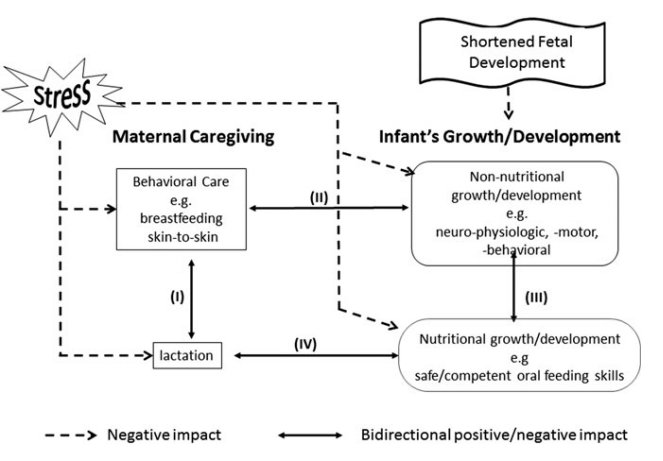 Shortened Fetal
Development
Stress
Maternal Caregiving
Infant's Growth/Development
Behavioral Care
e.g.
breastfeeding
skin-to-skin
(II)
Non-nutritional
growth/development
e.g.
neuro-physiologic, -motor,
-behavioral
(I)
(III)
lactation
(IV)
Nutritional growth/development
e.g
safe/competent oral feeding skills
Negative impact
Bidirectional positive/negative impact